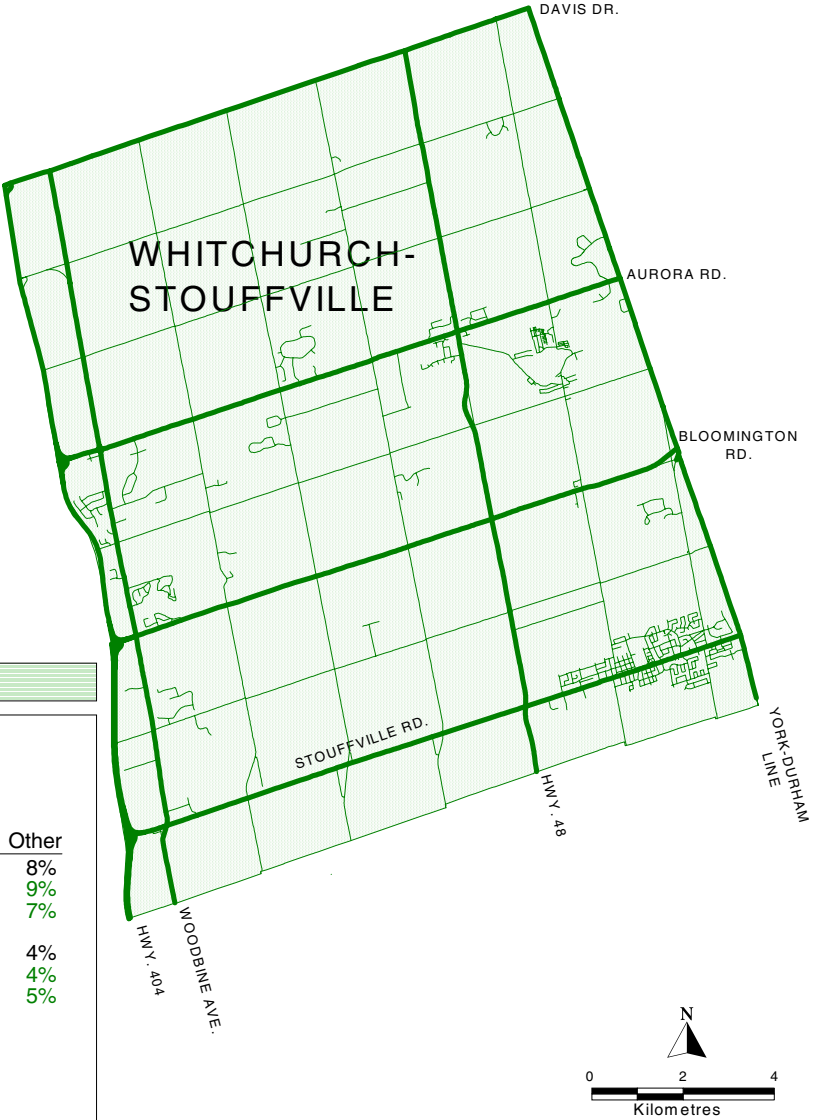 DAVIS DR.
WHITCHURCH-
STOUFFVILLE
AURORA RD.
BLOOMINGTON
RD.
STOUFFVILLE RD.
YORK-DURHAM
LINE
HWY. 48
HWY. 404
WOODBINE AVE.
Other
8%
9%
7%
4%
4%
5%
N
0 2 4
Kilometres